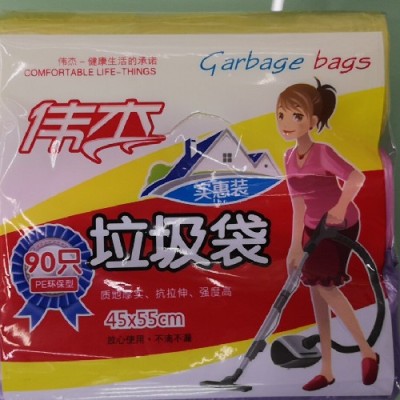 伟杰-健康生活的承诺
COMFORTABLE LIFE-THINGS
Garbage bags
伟杰
实惠装
90只
PE环保型
垃圾袋
质地厚实、抗拉伸、强度高
45x55cm
放心使用·不滴不漏